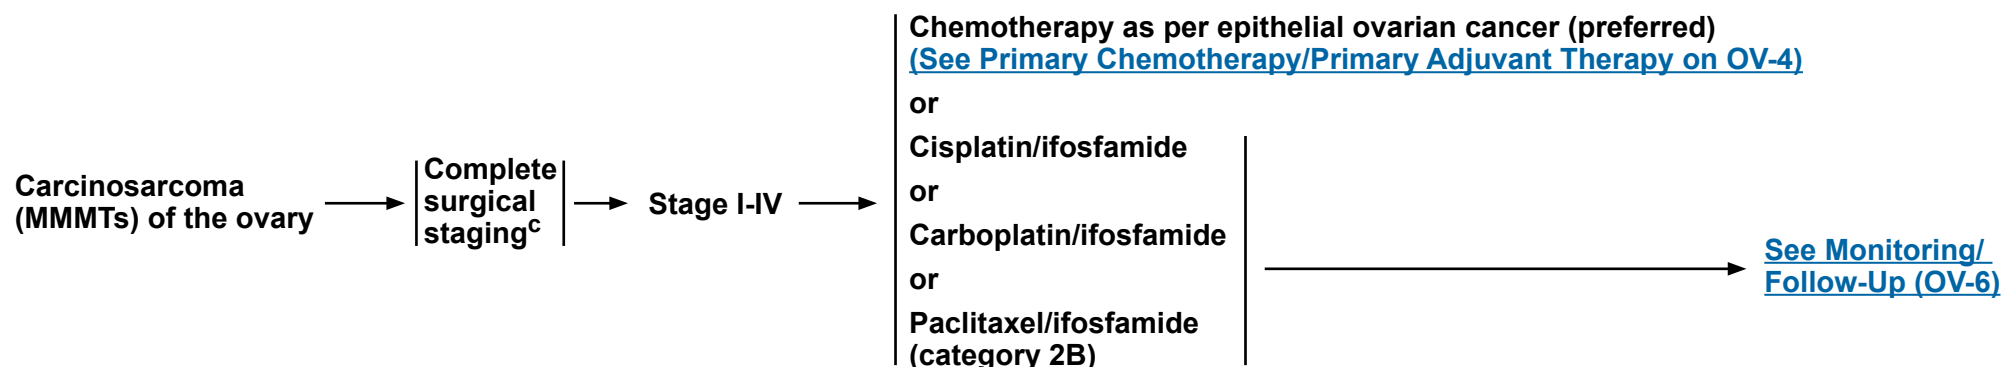 Carcinosarcoma
(MMMTs) of the ovary
Complete
surgical
stagingc
Stage I-IV
Chemotherapy as per epithelial ovarian cancer (preferred)
(See Primary Chemotherapy/Primary Adjuvant Therapy on OV-4)
or
Cisplatin/ifosfamide
or
Carboplatin/ifosfamide
or
Paclitaxel/ifosfamide
(category 2B)
See Monitoring/
Follow-Up (OV-6)